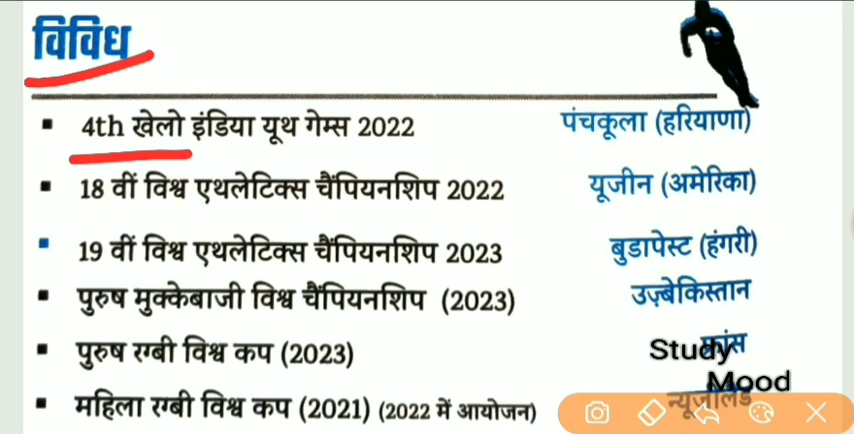 विविध
▪ 4th खेलो इंडिया यूथ गेम्स 2022 पंचकूला (हरियाणा)
▪ 18 वीं विश्व एथलेटिक्स चैंपियनशिप 2022 यूजीन (अमेरिका)
▪ 19 वीं विश्व एथलेटिक्स चैंपियनशिप 2023 बुडापेस्ट (हंगरी)
▪ पुरुष मुक्केबाजी विश्व चैंपियनशिप (2023) उज़्बेकिस्तान
▪ पुरुष रग्बी विश्व कप (2023) फ्रांस
Study
Mood
▪ महिला रग्बी विश्व कप (2021) (2022 में आयोजन)